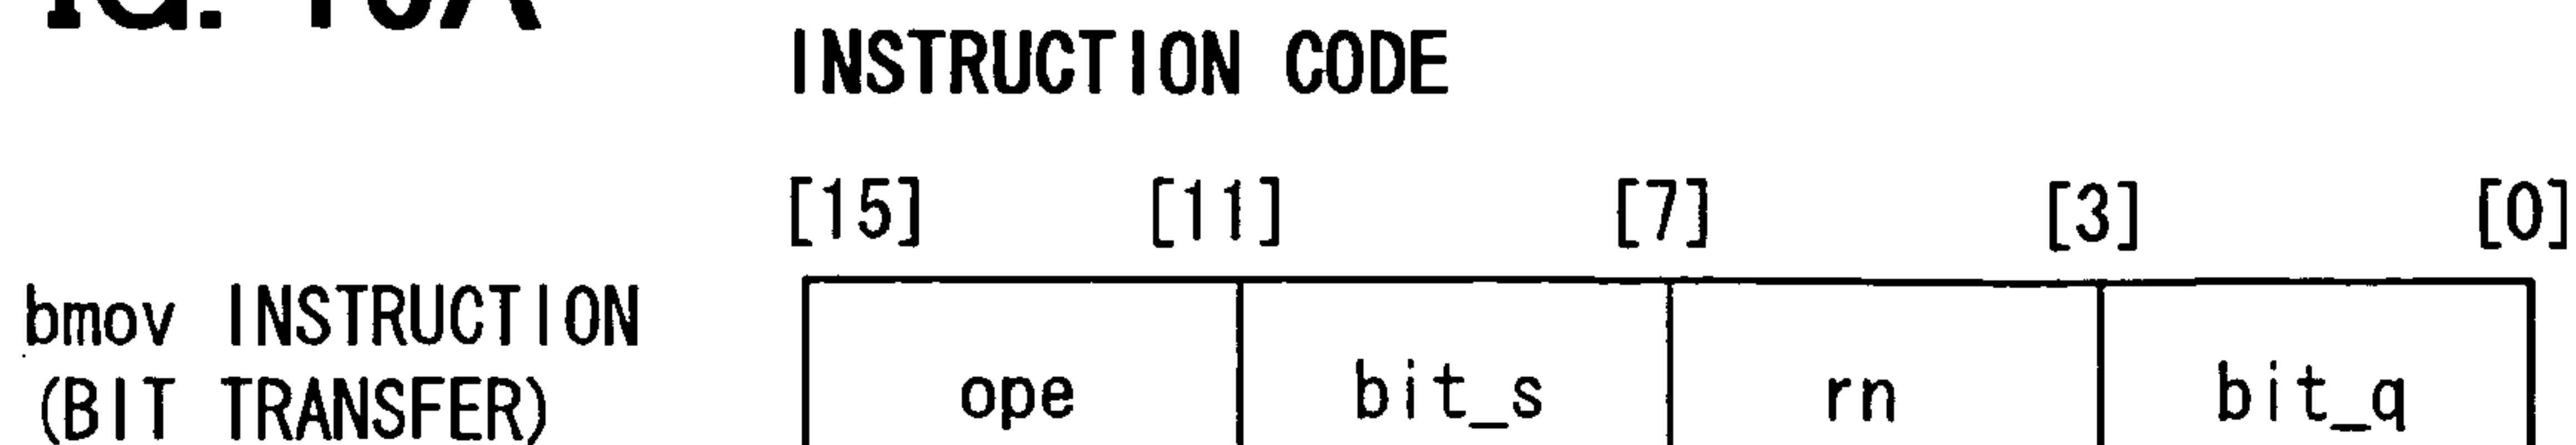 INSTRUCTION CODE
[15] [11] [7] [3] [0]
bmov INSTRUCTION
(BIT TRANSFER)
ope bit_s rn bit_q